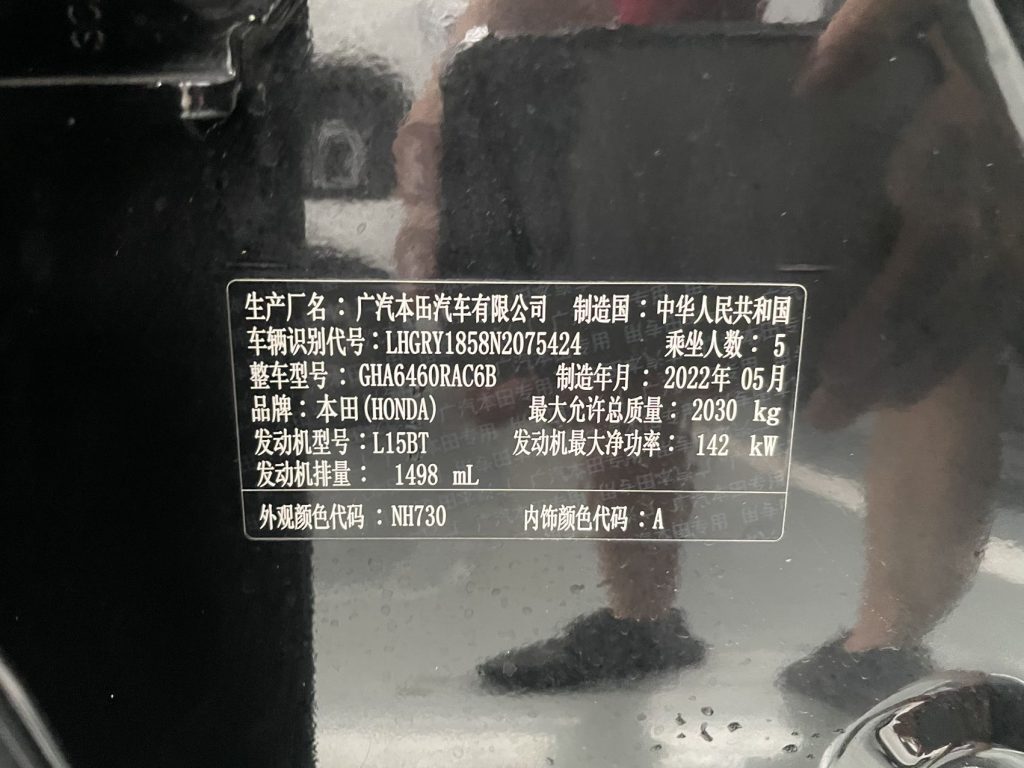 生产厂名：广汽本田汽车有限公司 制造国：中华人民共和国
车辆识别代号：LHGRY1858N2075424 乘坐人数：5
整车型号：GHA6460RAC6B 制造年月：2022年 05月
品牌：本田(HONDA) 最大允许总质量：2030 kg
发动机型号：L15BT 发动机最大净功率：142 kW
发动机排量：1498 mL
外观颜色代码：NH730 内饰颜色代码：A